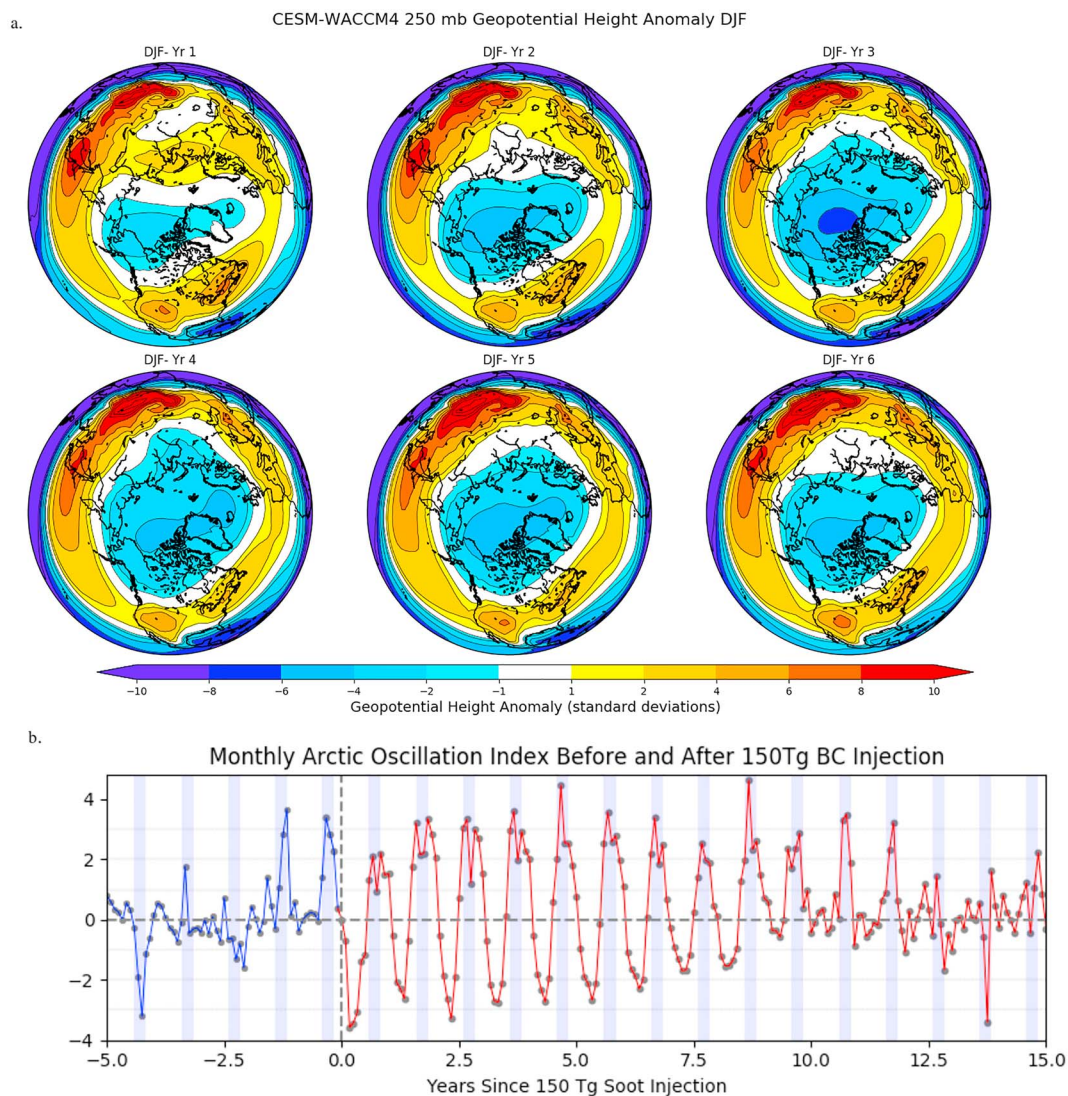 a.
CESM-WACCM4 250 mb Geopotential Height Anomaly DJF
DJF- Yr 1
DJF- Yr 2
DJF- Yr 3
DJF- Yr 4
DJF- Yr 5
DJF- Yr 6
−10 −8 −6 −4 −2 −1 1 2 4 6 8 10
Geopotential Height Anomaly (standard deviations)
b.
Monthly Arctic Oscillation Index Before and After 150Tg BC Injection
4
2
0
−2
−4
−5.0 −2.5 0.0 2.5 5.0 7.5 10.0 12.5 15.0
Years Since 150 Tg Soot Injection